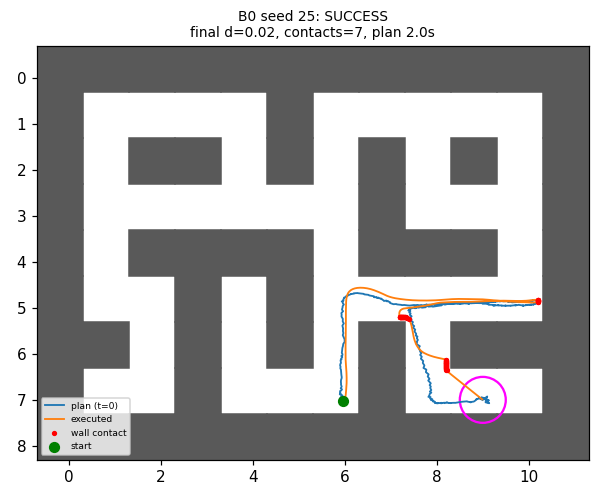 B0 seed 25: SUCCESS
final d=0.02, contacts=7, plan 2.0s
0
1
2
3
4
5
6
7
8
plan (t=0)
executed
wall contact
start
0 2 4 6 8 10